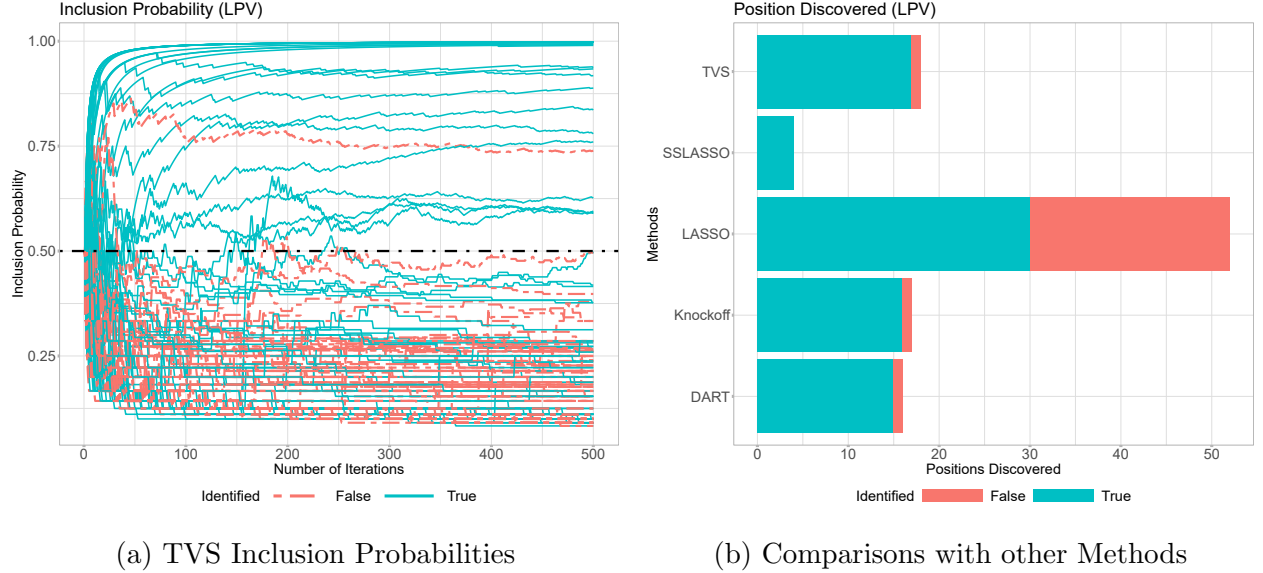 Inclusion Probability (LPV)
Inclusion Probability
1.00
0.75
0.50
0.25
0 100 200 300 400 500
Number of Iterations
Identified False True
(a) TVS Inclusion Probabilities
Position Discovered (LPV)
Methods
TVS
SSLASSO
LASSO
Knockoff
DART
0 10 20 30 40 50
Positions Discovered
Identified False True
(b) Comparisons with other Methods